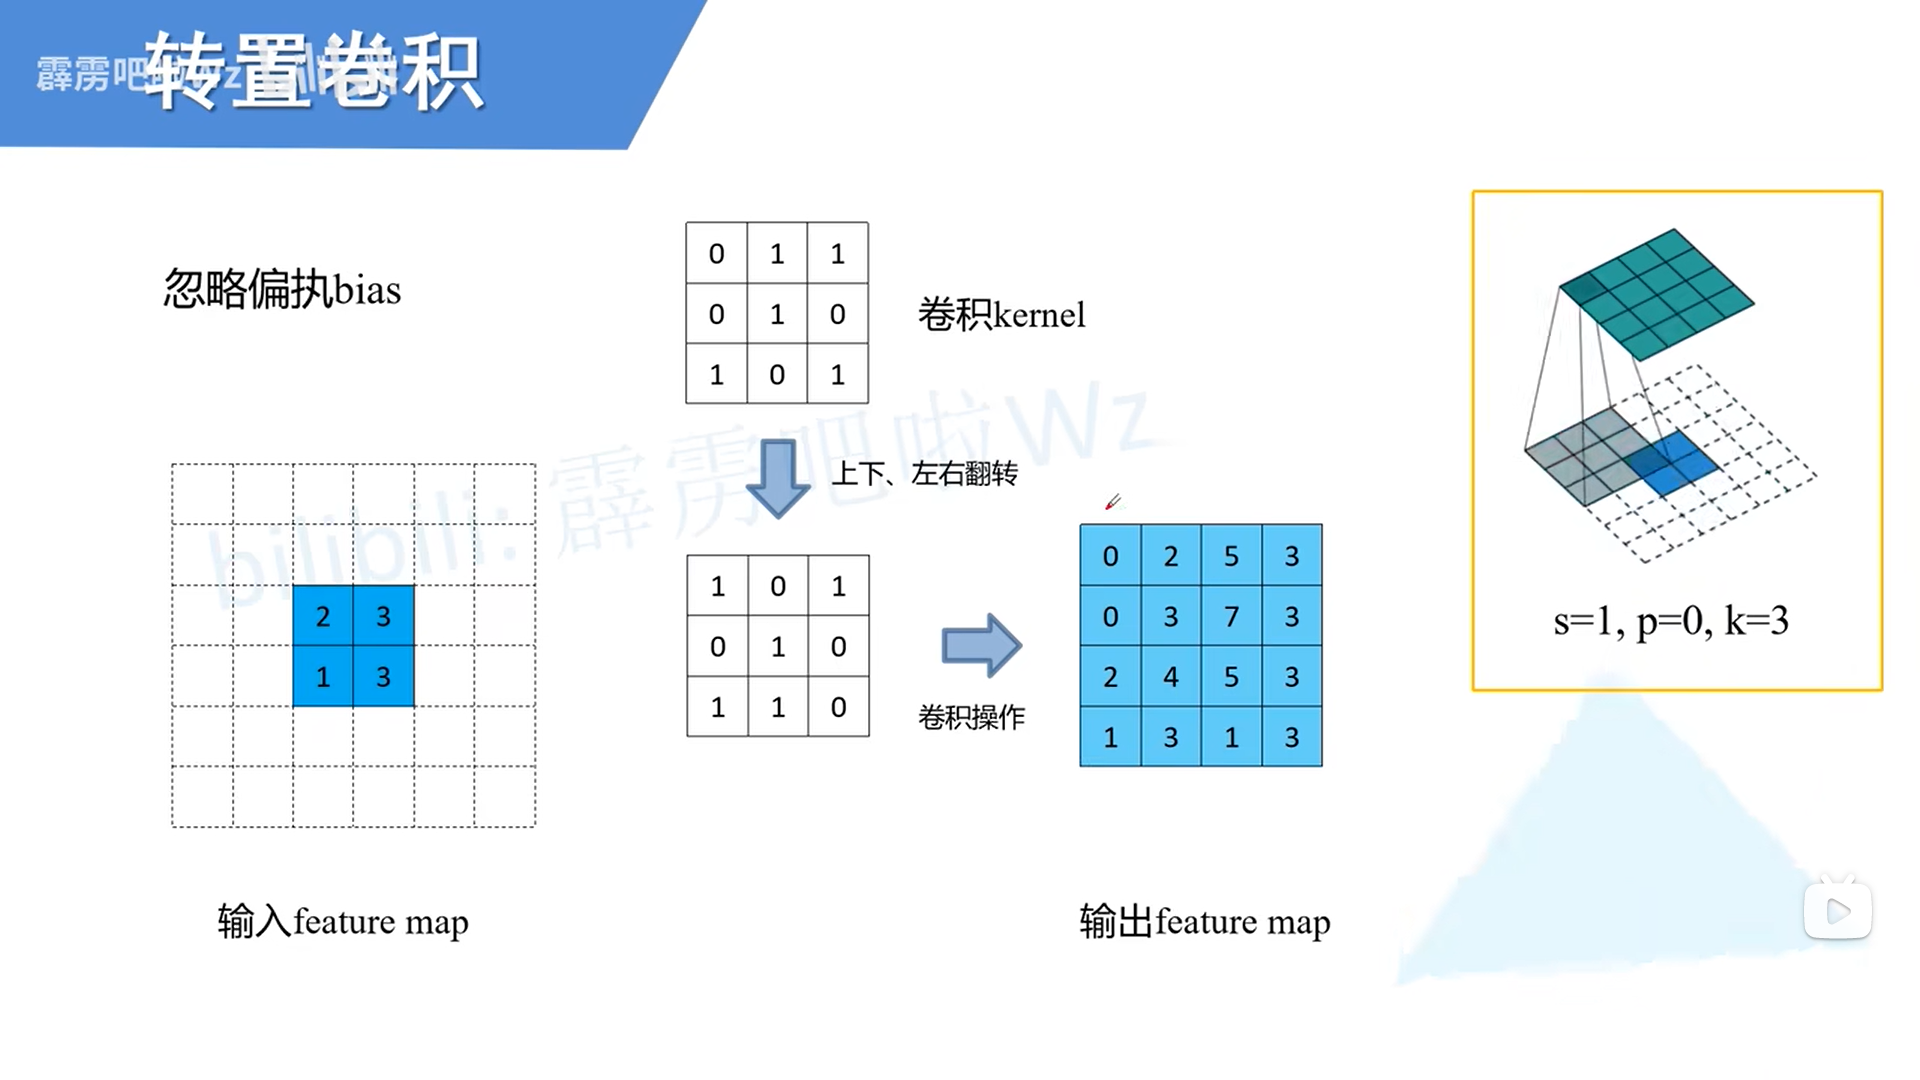 转置卷积
霹雳吧啦Wz
bilibili
忽略偏执bias
0 1 1
0 1 0
1 0 1
卷积kernel
上下、左右翻转
bilibili: 霹雳吧啦Wz
2 3
1 3
输入feature map
1 0 1
0 1 0
1 1 0
卷积操作
0 2 5 3
0 3 7 3
2 4 5 3
1 3 1 3
输出feature map
s=1, p=0, k=3